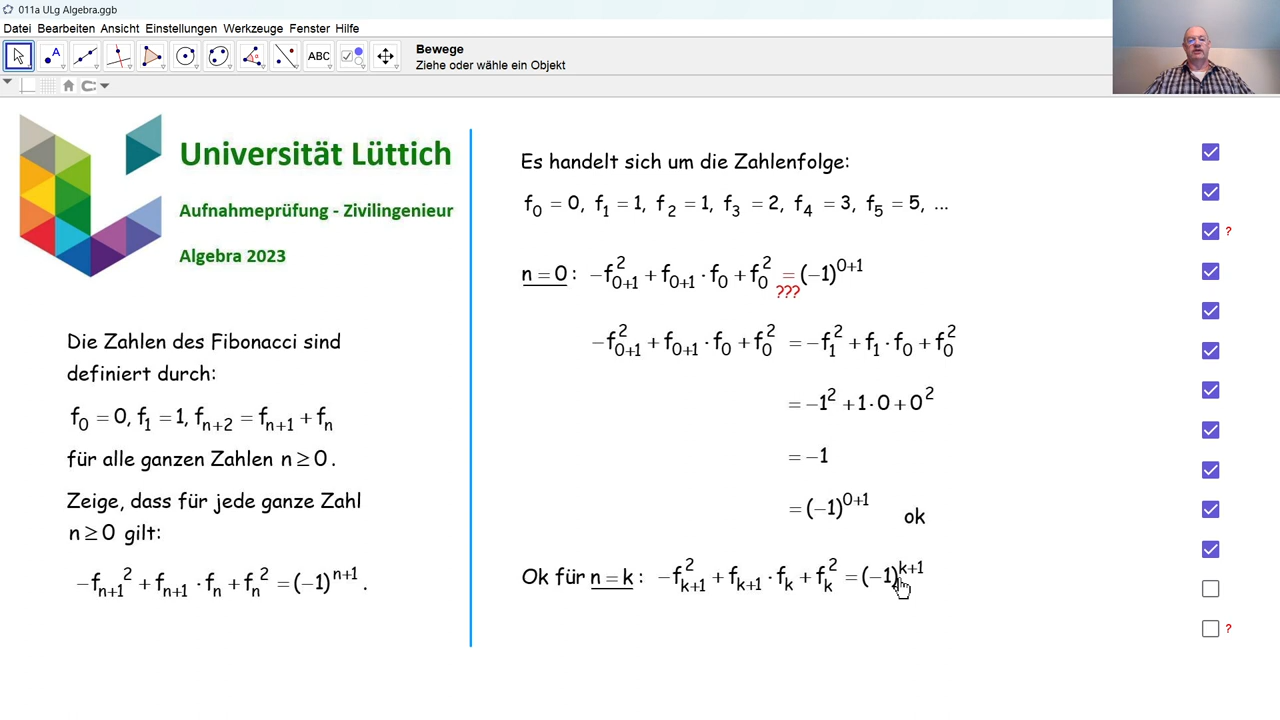 011a ULg Algebra.ggb
Datei Bearbeiten Ansicht Einstellungen Werkzeuge Fenster Hilfe
A
ABC
Bewege
Ziehe oder wähle ein Objekt
Universität Lüttich
Aufnahmeprüfung - Zivilingenieur
Algebra 2023
Die Zahlen des Fibonacci sind
definiert durch:
f₀ = 0, f₁ = 1, fₙ₊₂ = fₙ₊₁ + fₙ
für alle ganzen Zahlen n ≥ 0.
Zeige, dass für jede ganze Zahl
n ≥ 0 gilt:
−fₙ₊₁² + fₙ₊₁ · fₙ + fₙ² = (−1)ⁿ⁺¹.
Es handelt sich um die Zahlenfolge:
f₀ = 0, f₁ = 1, f₂ = 1, f₃ = 2, f₄ = 3, f₅ = 5, ...
n = 0: −f₀₊₁² + f₀₊₁ · f₀ + f₀² = (−1)⁰⁺¹
???
−f₀₊₁² + f₀₊₁ · f₀ + f₀² = −f₁² + f₁ · f₀ + f₀²
= −1² + 1 · 0 + 0²
= −1
= (−1)⁰⁺¹ ok
Ok für n = k: −fₖ₊₁² + fₖ₊₁ · fₖ + fₖ² = (−1)ᵏ⁺¹
?
?